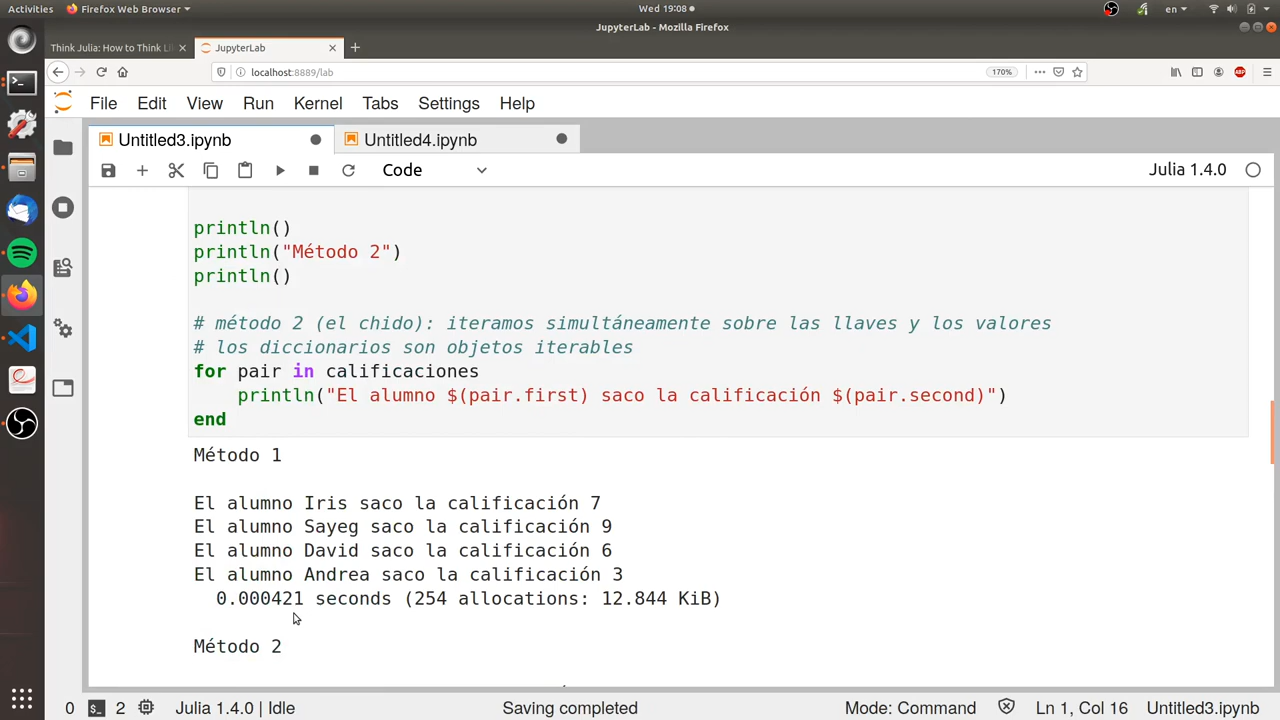 Activities Firefox Web Browser Wed 19:08 en
JupyterLab - Mozilla Firefox
Think Julia: How to Think Li JupyterLab
localhost:8889/lab 170% ABP
File Edit View Run Kernel Tabs Settings Help
Untitled3.ipynb Untitled4.ipynb
Code Julia 1.4.0
println()
println("Método 2")
println()
# método 2 (el chido): iteramos simultáneamente sobre las llaves y los valores
# los diccionarios son objetos iterables
for pair in calificaciones
println("El alumno $(pair.first) saco la calificación $(pair.second)")
end
Método 1
El alumno Iris saco la calificación 7
El alumno Sayeg saco la calificación 9
El alumno David saco la calificación 6
El alumno Andrea saco la calificación 3
0.000421 seconds (254 allocations: 12.844 KiB)
Método 2
0 2 Julia 1.4.0 | Idle Saving completed Mode: Command Ln 1, Col 16 Untitled3.ipynb